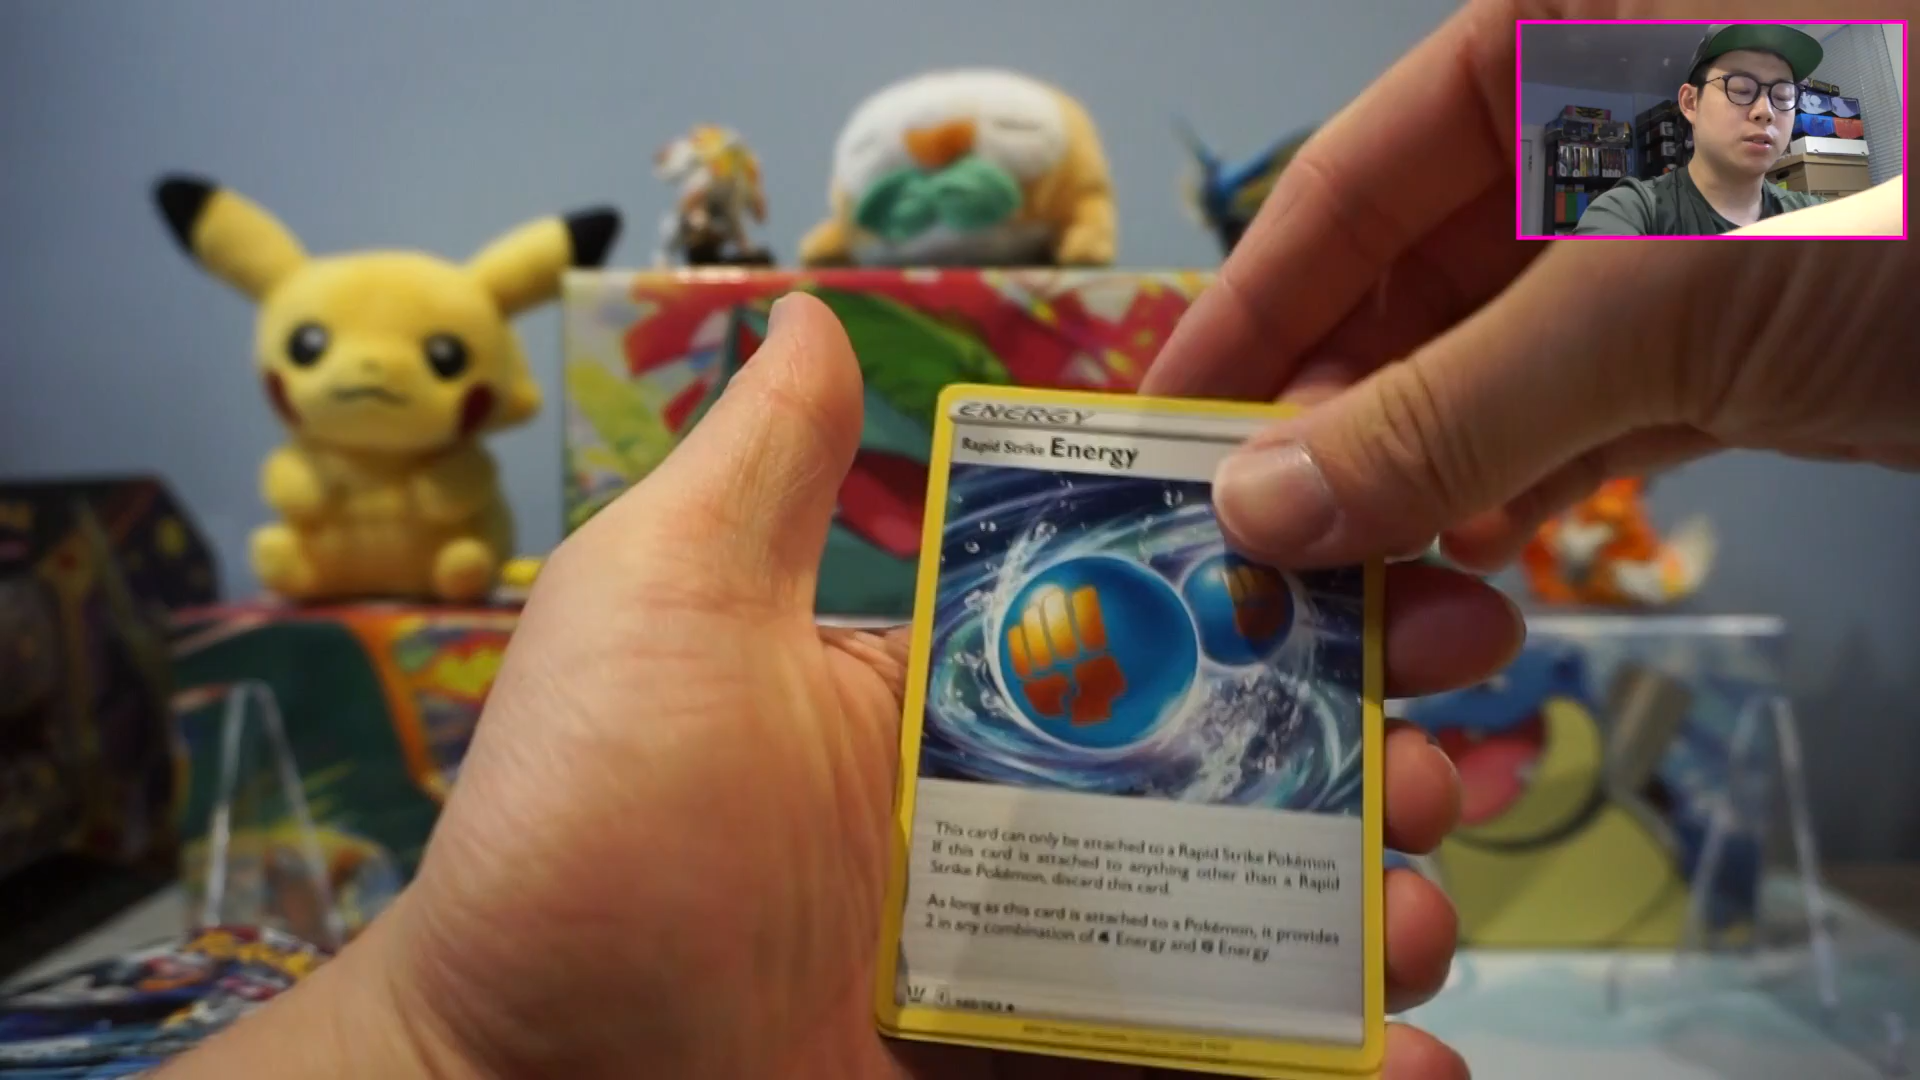 ENERGY
Rapid Strike Energy
This card can only be attached to a Rapid Strike Pokémon.
If this card is attached to anything other than a Rapid
Strike Pokémon, discard this card.
As long as this card is attached to a Pokémon, it provides
2 in any combination of Energy and Energy.